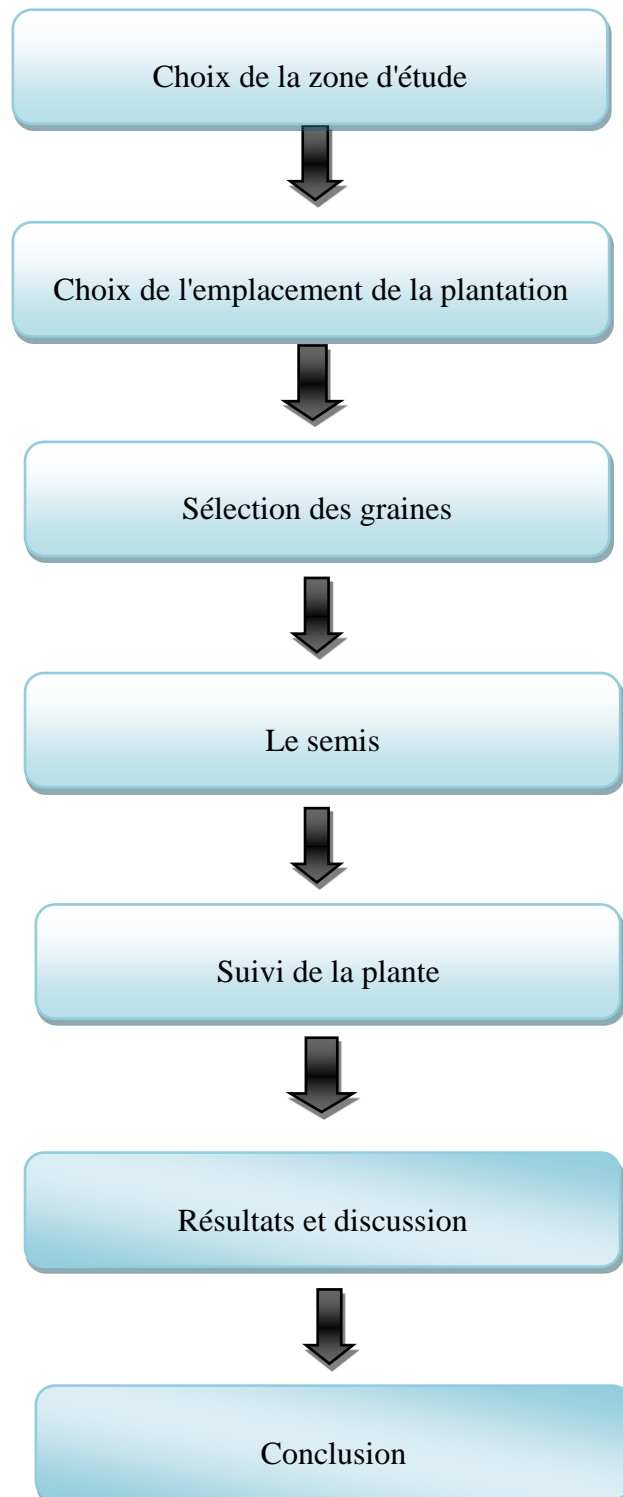 Choix de la zone d'étude
Choix de l'emplacement de la plantation
Sélection des graines
Le semis
Suivi de la plante
Résultats et discussion
Conclusion